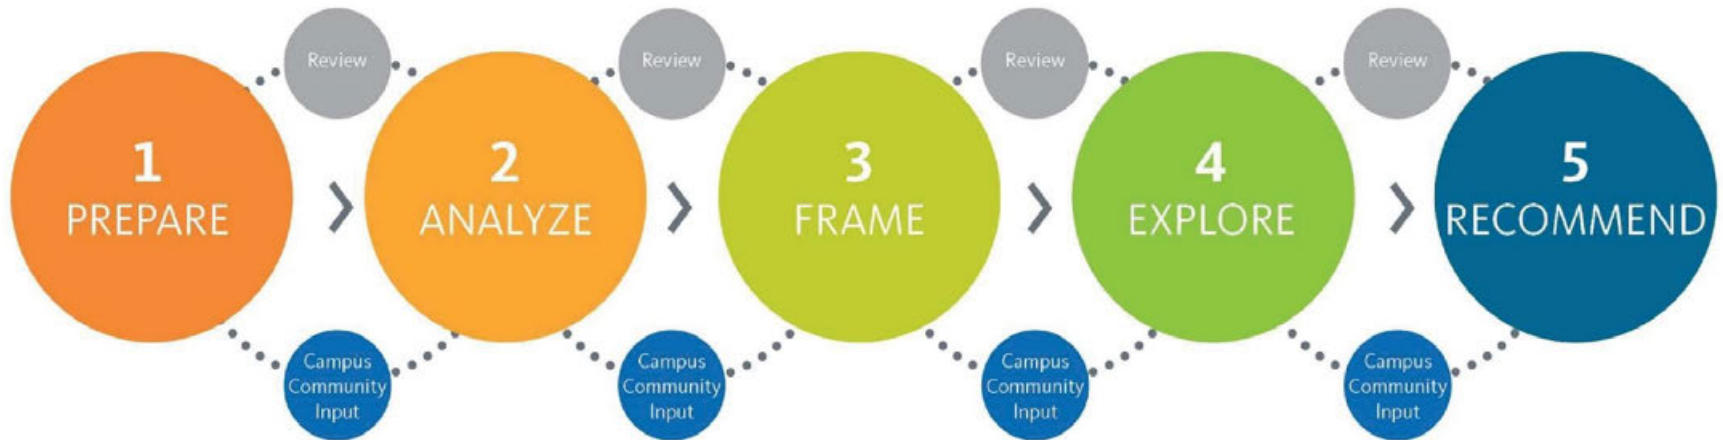 Review
Review
Review
Review
1
PREPARE
2
ANALYZE
3
FRAME
4
EXPLORE
5
RECOMMEND
Campus
Community
Input
Campus
Community
Input
Campus
Community
Input
Campus
Community
Input